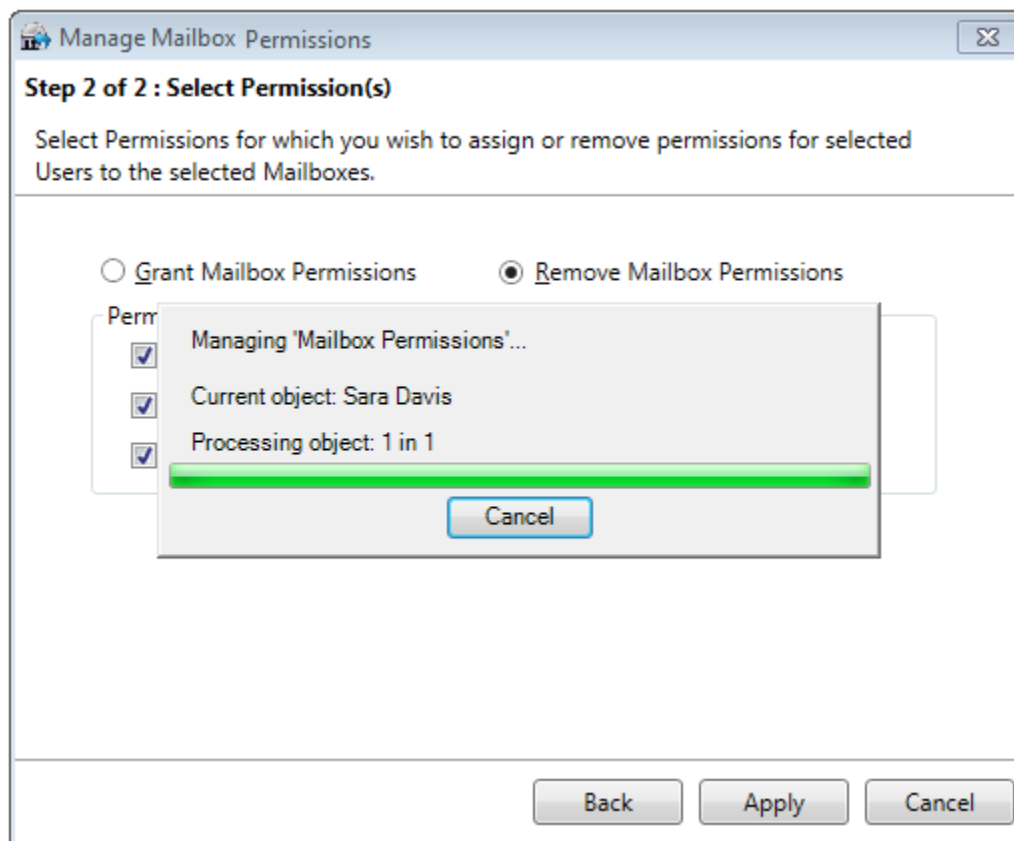 Manage Mailbox Permissions
Step 2 of 2 : Select Permission(s)
Select Permissions for which you wish to assign or remove permissions for selected
Users to the selected Mailboxes.
Grant Mailbox Permissions
Remove Mailbox Permissions
Perm
Managing 'Mailbox Permissions'...
Current object: Sara Davis
Processing object: 1 in 1
Cancel
Back
Apply
Cancel